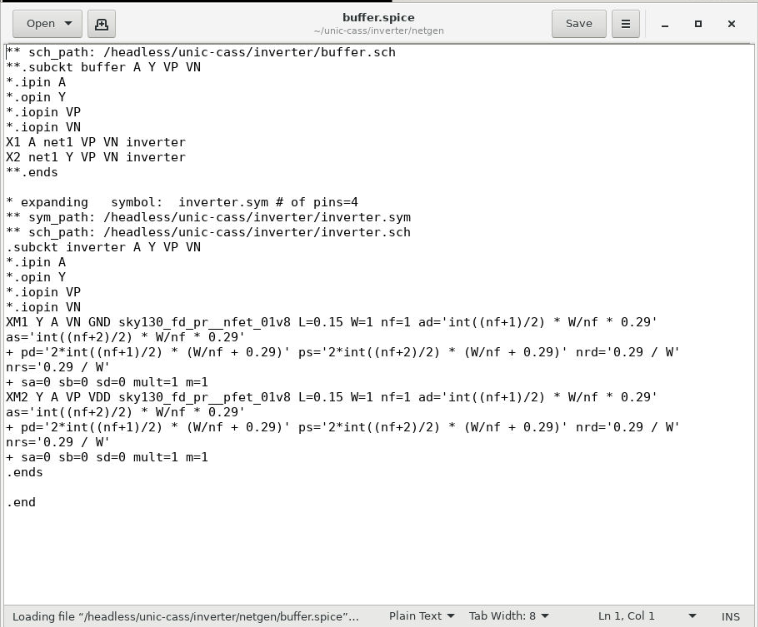 Open
buffer.spice
~/unic-cass/inverter/netgen
Save
** sch_path: /headless/unic-cass/inverter/buffer.sch
**.subckt buffer A Y VP VN
*.ipin A
*.opin Y
*.iopin VP
*.iopin VN
X1 A net1 VP VN inverter
X2 net1 Y VP VN inverter
**.ends
* expanding   symbol:  inverter.sym # of pins=4
** sym_path: /headless/unic-cass/inverter/inverter.sym
** sch_path: /headless/unic-cass/inverter/inverter.sch
.subckt inverter A Y VP VN
*.ipin A
*.opin Y
*.iopin VP
*.iopin VN
XM1 Y A VN GND sky130_fd_pr__nfet_01v8 L=0.15 W=1 nf=1 ad='int((nf+1)/2) * W/nf * 0.29'
as='int((nf+2)/2) * W/nf * 0.29'
+ pd='2*int((nf+1)/2) * (W/nf + 0.29)' ps='2*int((nf+2)/2) * (W/nf + 0.29)' nrd='0.29 / W'
nrs='0.29 / W'
+ sa=0 sb=0 sd=0 mult=1 m=1
XM2 Y A VP VDD sky130_fd_pr__pfet_01v8 L=0.15 W=1 nf=1 ad='int((nf+1)/2) * W/nf * 0.29'
as='int((nf+2)/2) * W/nf * 0.29'
+ pd='2*int((nf+1)/2) * (W/nf + 0.29)' ps='2*int((nf+2)/2) * (W/nf + 0.29)' nrd='0.29 / W'
nrs='0.29 / W'
+ sa=0 sb=0 sd=0 mult=1 m=1
.ends
.end
Loading file “/headless/unic-cass/inverter/netgen/buffer.spice”… Plain Text Tab Width: 8 Ln 1, Col 1 INS